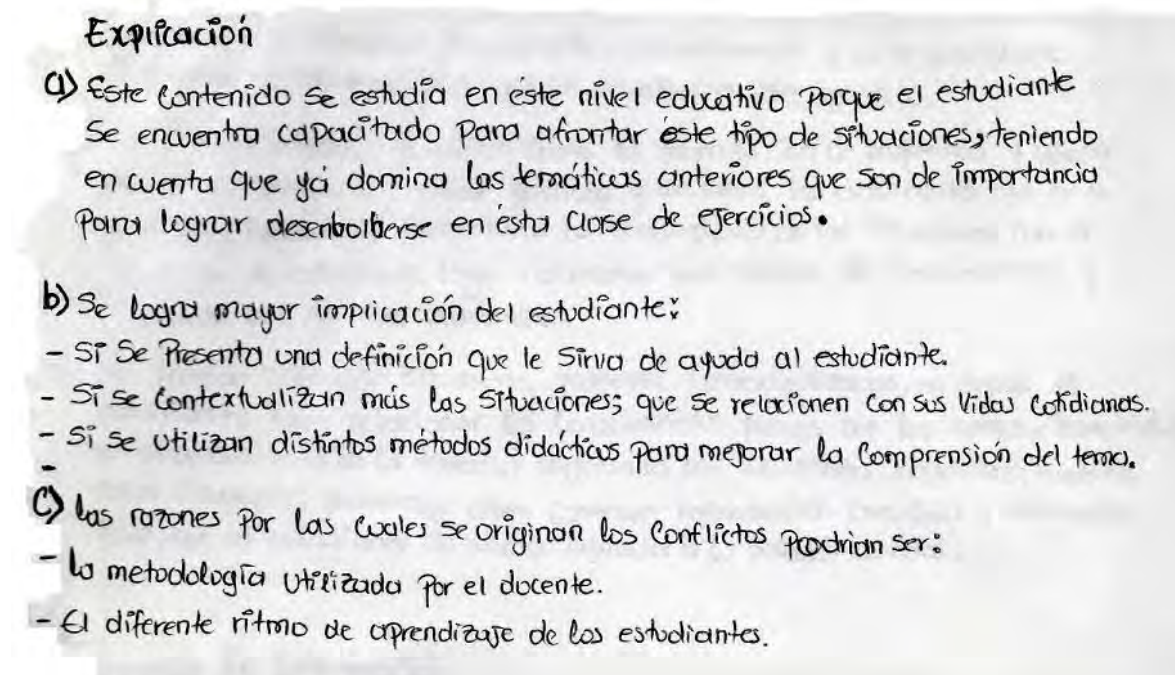 Explicación
a) Este contenido se estudia en éste nivel educativo porque el estudiante
Se encuentra capacitado para afrontar éste tipo de situaciones, teniendo
en cuenta que yá domina las temáticas anteriores que son de importancia
para lograr desenbolberse en ésta clase de ejercicios.
b) Se logra mayor implicación del estudiante:
- Si se Presenta una definición que le Sirva de ayuda al estudiante.
- Si se Contextualizan más las situaciones; que se relacionen con sus Vidas Cotidianas.
- Si se utilizan distintos métodos didácticos para mejorar la Comprensión del tema.
-
C) las razones por las cuales se originan los Conflictos podrian ser:
- la metodología utilizada por el docente.
- El diferente ritmo de aprendizaje de los estudiantes.